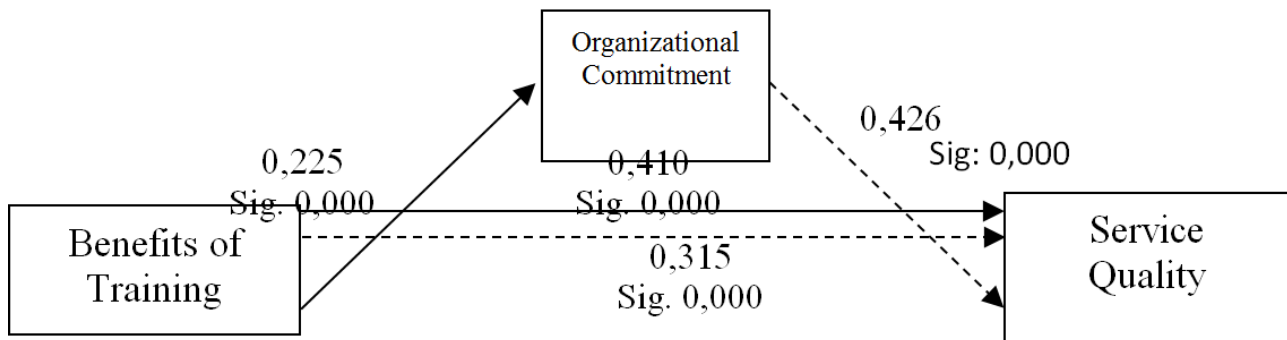 Organizational
Commitment
0,426
Sig: 0,000
0,225
Sig. 0,000
0,410
Sig. 0,000
Benefits of
Training
0,315
Sig. 0,000
Service
Quality